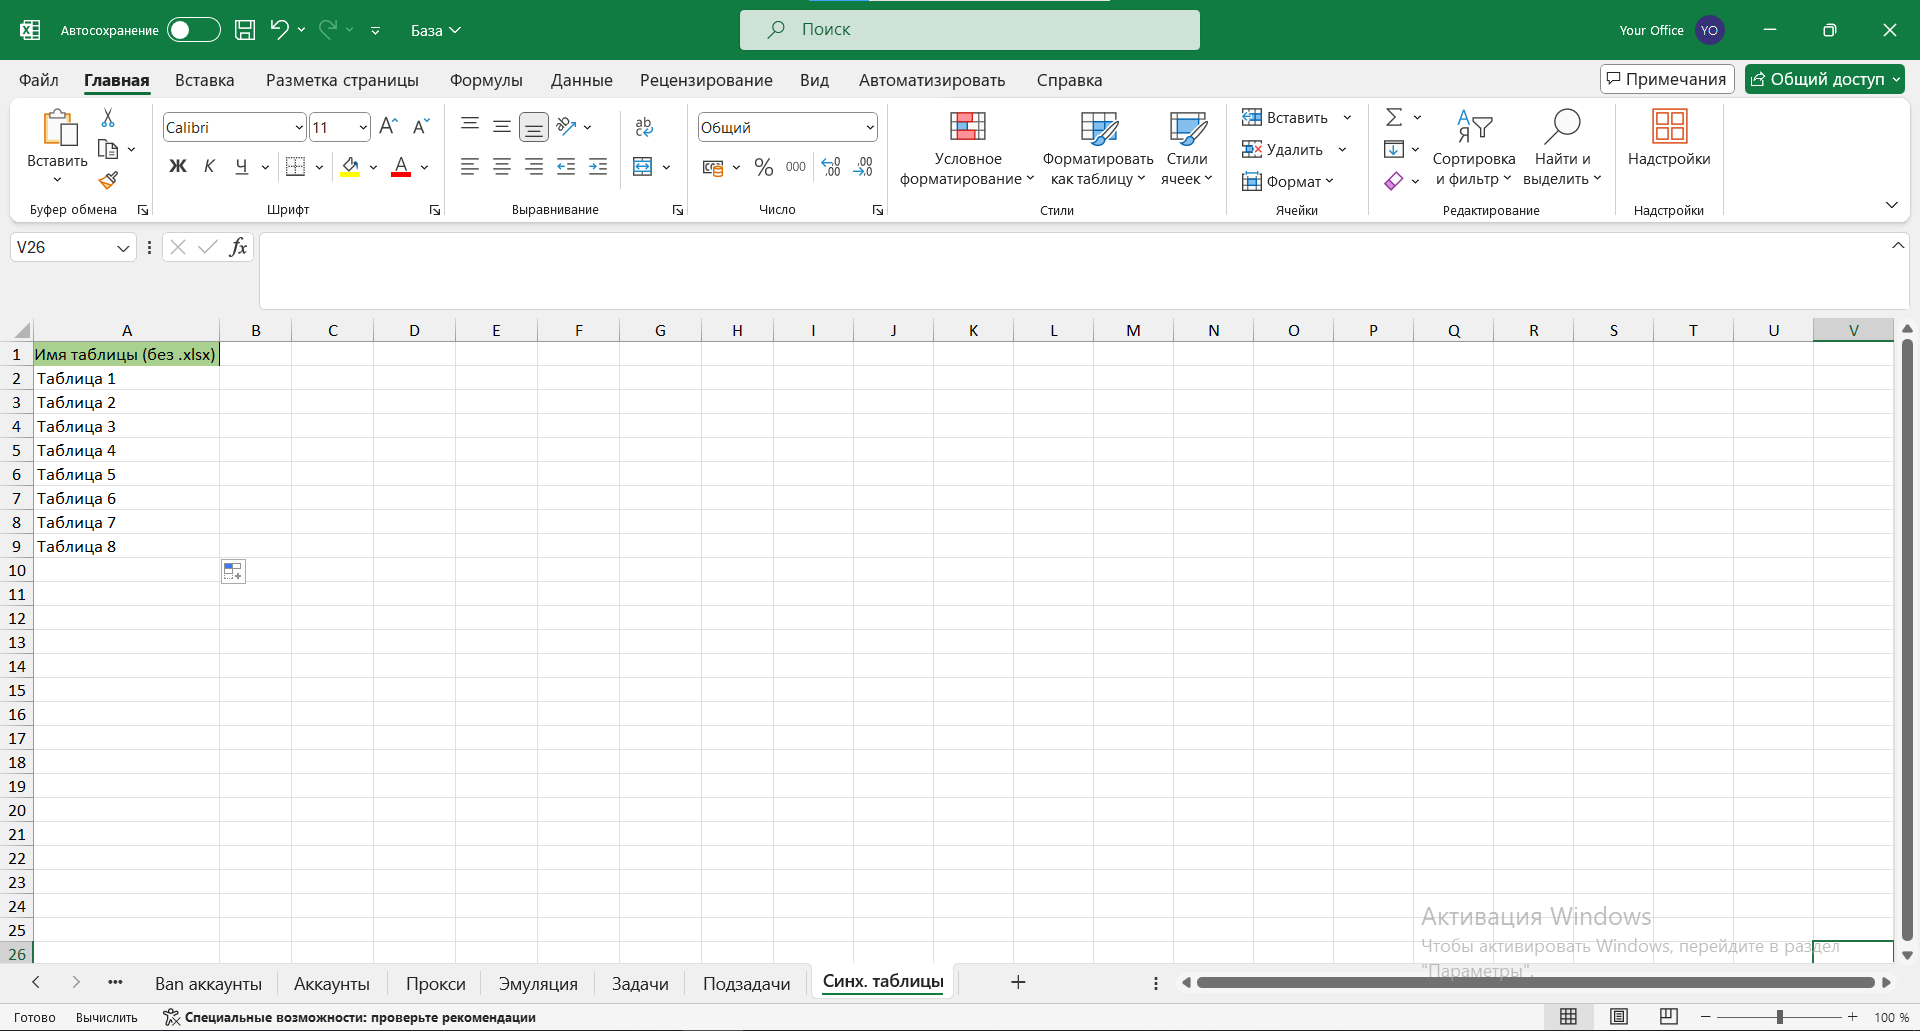 Автосохранение
База
Поиск
Your Office
YO
Файл
Главная
Вставка
Разметка страницы
Формулы
Данные
Рецензирование
Вид
Автоматизировать
Справка
Примечания
Общий доступ
Вставить
Буфер обмена
Calibri
11
Ж
К
Ч
А
Шрифт
ab
Выравнивание
Общий
%
000
Число
Условное
форматирование
Форматировать
как таблицу
Стили
ячеек
Стили
Вставить
Удалить
Формат
Ячейки
Сортировка
и фильтр
Найти и
выделить
Редактирование
Надстройки
Надстройки
V26
fx
A B C D E F G H I J K L M N O P Q R S T U V
1 Имя таблицы (без .xlsx)
2 Таблица 1
3 Таблица 2
4 Таблица 3
5 Таблица 4
6 Таблица 5
7 Таблица 6
8 Таблица 7
9 Таблица 8
10
11
12
13
14
15
16
17
18
19
20
21
22
23
24
25
26
Активация Windows
Чтобы активировать Windows, перейдите в раздел
"Параметры".
Ban аккаунты
Аккаунты
Прокси
Эмуляция
Задачи
Подзадачи
Синх. таблицы
Готово
Вычислить
Специальные возможности: проверьте рекомендации
100 %